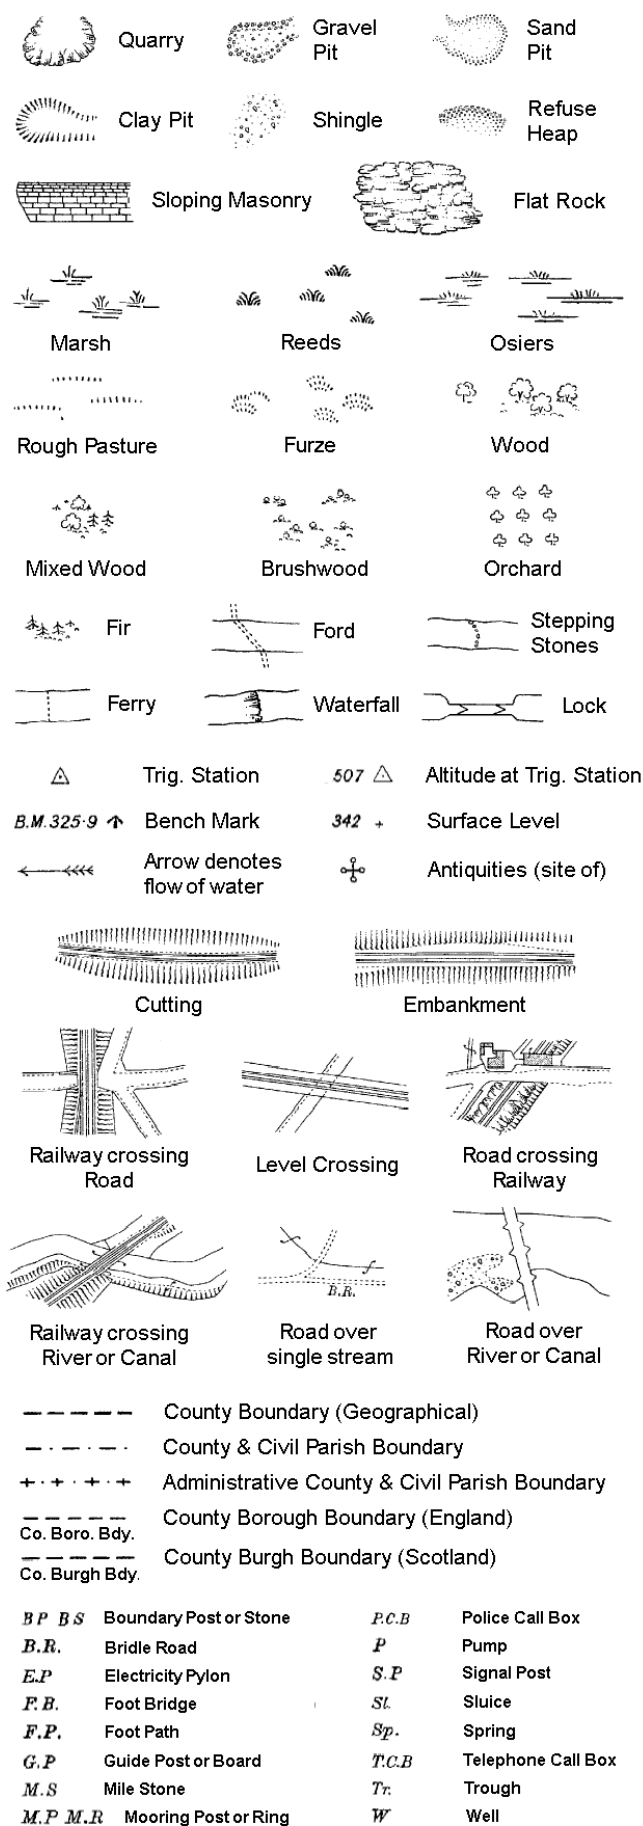 Quarry
Gravel
Pit
Sand
Pit
Clay Pit
Shingle
Refuse
Heap
Sloping Masonry
Flat Rock
Marsh
Reeds
Osiers
Rough Pasture
Furze
Wood
Mixed Wood
Brushwood
Orchard
Fir
Ford
Stepping
Stones
Ferry
Waterfall
Lock
Trig. Station
507
Altitude at Trig. Station
B.M. 325·9
Bench Mark
342 +
Surface Level
Arrow denotes
flow of water
Antiquities (site of)
Cutting
Embankment
Railway crossing
Road
Level Crossing
Road crossing
Railway
Railway crossing
River or Canal
B.R.
Road over
single stream
Road over
River or Canal
County Boundary (Geographical)
County & Civil Parish Boundary
Administrative County & Civil Parish Boundary
County Borough Boundary (England)
Co. Boro. Bdy.
County Burgh Boundary (Scotland)
Co. Burgh Bdy.
B P B S Boundary Post or Stone
B.R. Bridle Road
E.P Electricity Pylon
F.B. Foot Bridge
F.P. Foot Path
G.P Guide Post or Board
M.S Mile Stone
M.P M.R Mooring Post or Ring
P.C.B Police Call Box
P Pump
S.P Signal Post
Sl. Sluice
Sp. Spring
T.C.B Telephone Call Box
Tr. Trough
W Well